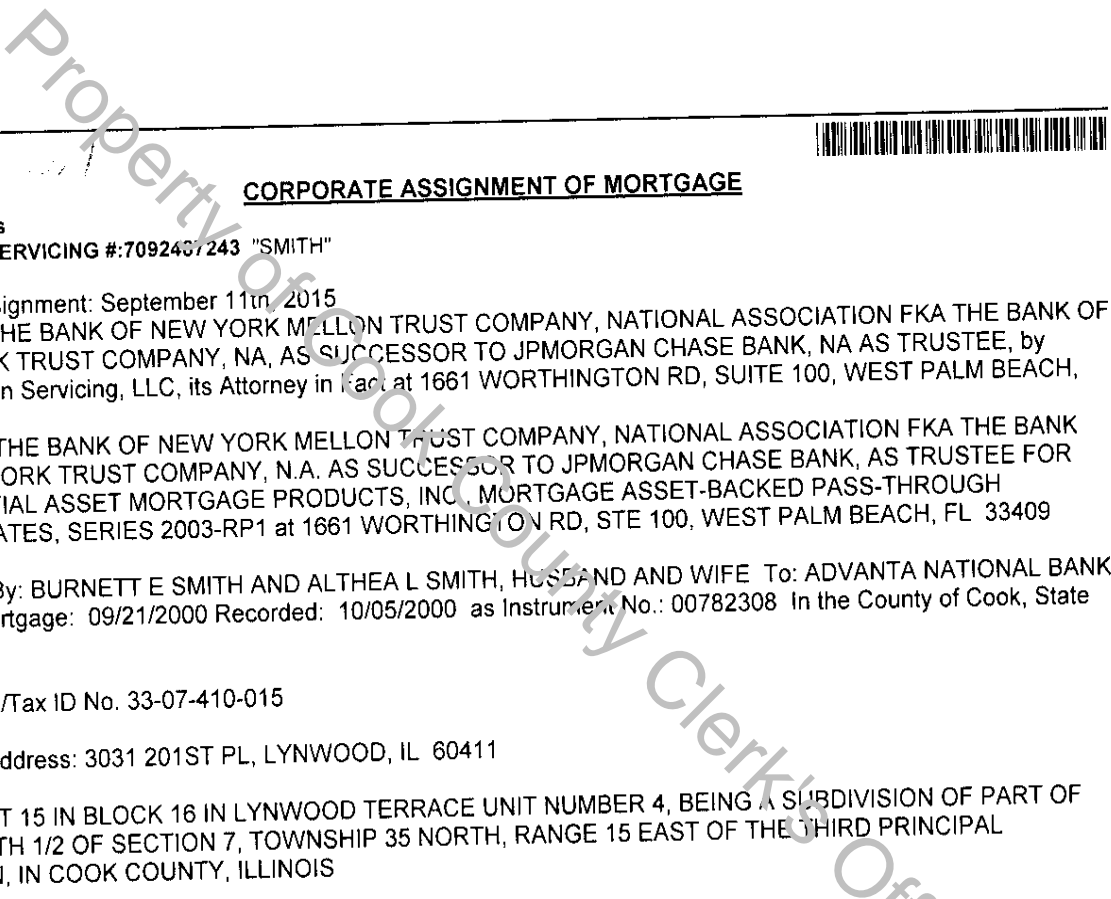 Property of Cook County Clerk's Off
CORPORATE ASSIGNMENT OF MORTGAGE
s
ERVICING #: "SMITH"
ignment: September 11th, 2015
HE BANK OF NEW YORK MELLON TRUST COMPANY, NATIONAL ASSOCIATION FKA THE BANK OF
K TRUST COMPANY, NA, AS SUCCESSOR TO JPMORGAN CHASE BANK, NA AS TRUSTEE, by
n Servicing, LLC, its Attorney in Fact at 1661 WORTHINGTON RD, SUITE 100, WEST PALM BEACH,
THE BANK OF NEW YORK MELLON TRUST COMPANY, NATIONAL ASSOCIATION FKA THE BANK
ORK TRUST COMPANY, N.A. AS SUCCESSOR TO JPMORGAN CHASE BANK, AS TRUSTEE FOR
IAL ASSET MORTGAGE PRODUCTS, INC., MORTGAGE ASSET-BACKED PASS-THROUGH
ATES, SERIES 2003-RP1 at 1661 WORTHINGTON RD, STE 100, WEST PALM BEACH, FL 33409
By: BURNETT E SMITH AND ALTHEA L SMITH, HUSBAND AND WIFE To: ADVANTA NATIONAL BANK
rtgage: 09/21/2000 Recorded: 10/05/2000 as Instrument No.: 00782308 In the County of Cook, State
/Tax ID No. 33-07-410-015
ddress: 3031 201ST PL, LYNWOOD, IL 60411
T 15 IN BLOCK 16 IN LYNWOOD TERRACE UNIT NUMBER 4, BEING A SUBDIVISION OF PART OF
TH 1/2 OF SECTION 7, TOWNSHIP 35 NORTH, RANGE 15 EAST OF THE THIRD PRINCIPAL
N, IN COOK COUNTY, ILLINOIS